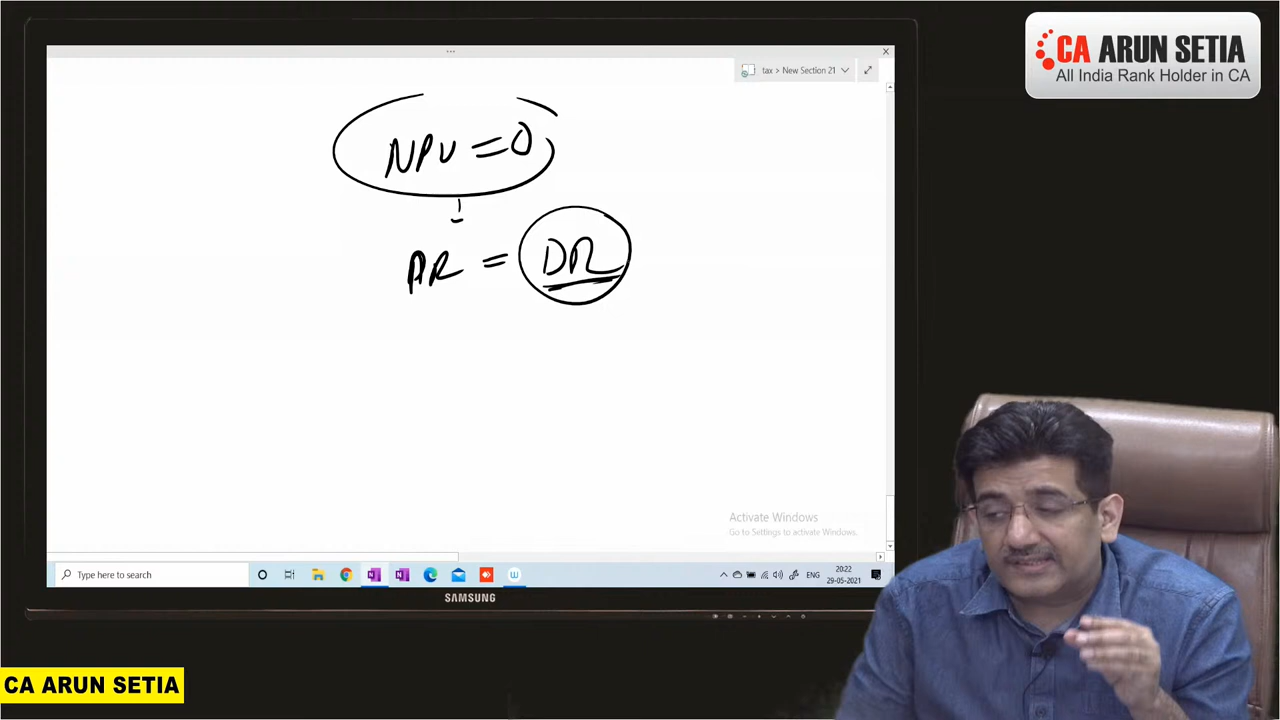 CA ARUN SETIA
All India Rank Holder in CA
tax > New Section 21
NPV = 0
AR = DR
Activate Windows
Go to Settings to activate Windows.
Type here to search
ENG
20:22
29-05-2021
SAMSUNG
CA ARUN SETIA